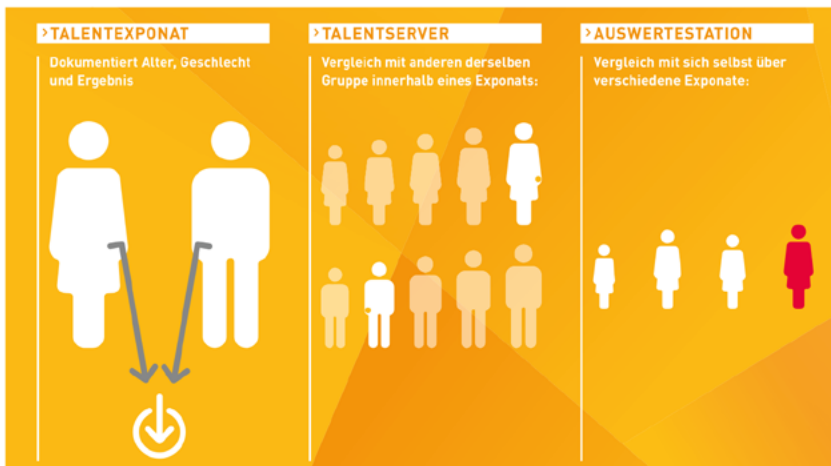 >TALENTEXPONAT
Dokumentiert Alter, Geschlecht
und Ergebnis
>TALENTSERVER
Vergleich mit anderen derselben
Gruppe innerhalb eines Exponats:
>AUSWERTESTATION
Vergleich mit sich selbst über
verschiedene Exponate: